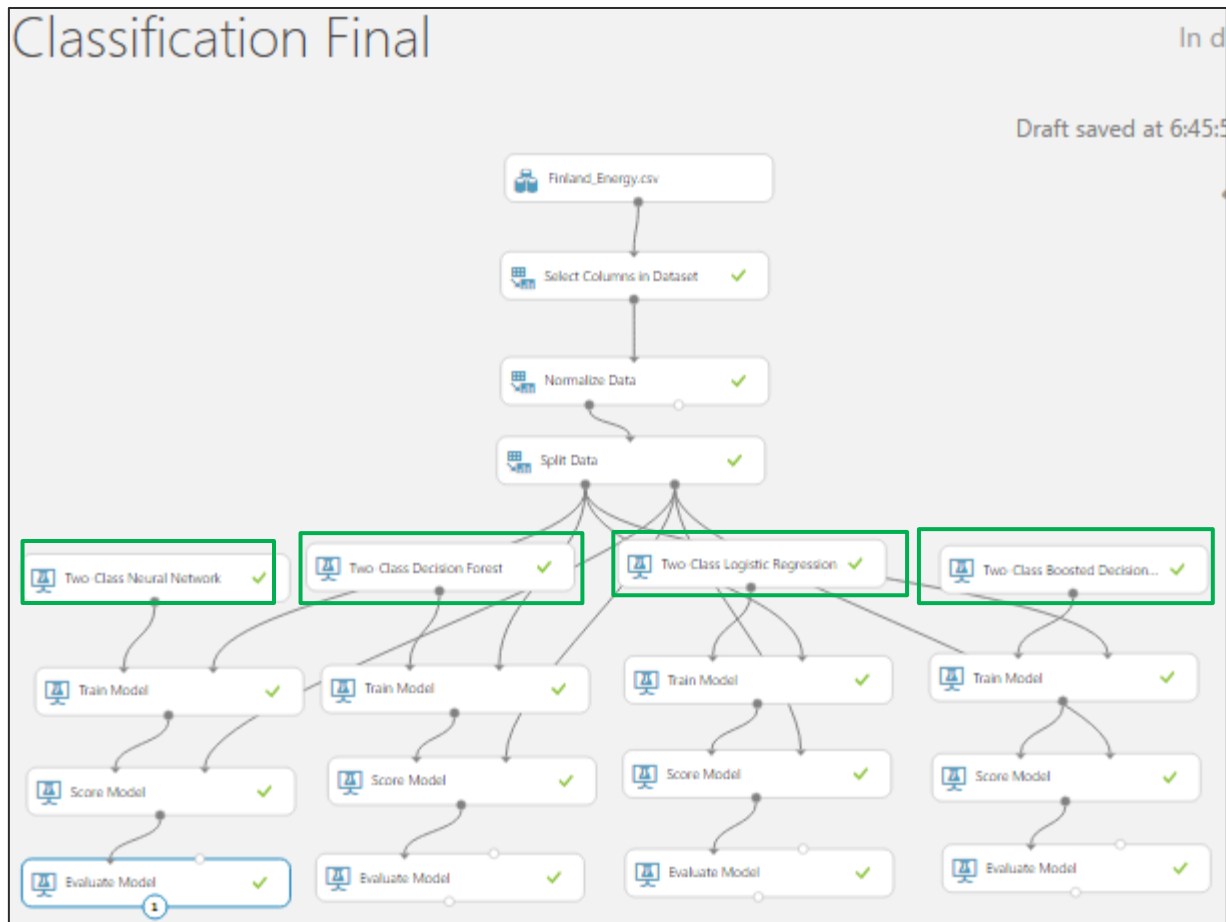 Classification Final
In d
Draft saved at 6:45:5
Finland_Energy.csv
Select Columns in Dataset
Normalize Data
Split Data
Two-Class Neural Network
Two-Class Decision Forest
Two-Class Logistic Regression
Two-Class Boosted Decision...
Train Model
Train Model
Train Model
Train Model
Score Model
Score Model
Score Model
Score Model
Evaluate Model
Evaluate Model
Evaluate Model
Evaluate Model
1